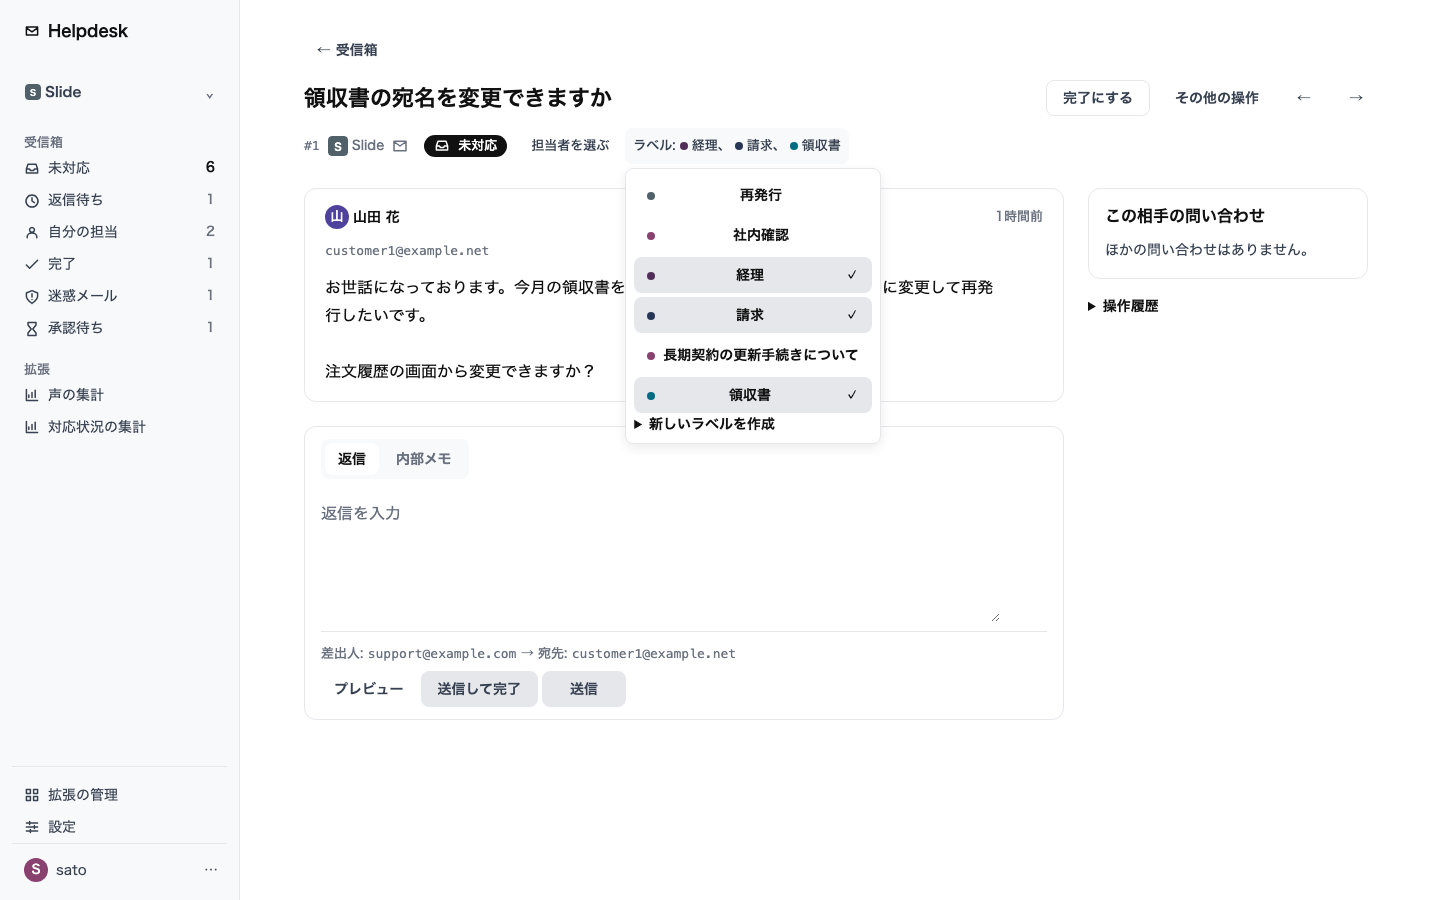 Helpdesk
S Slide
受信箱
未対応 6
返信待ち 1
自分の担当 2
完了 1
迷惑メール 1
承認待ち 1
拡張
声の集計
対応状況の集計
拡張の管理
設定
S sato ...
← 受信箱
領収書の宛名を変更できますか
完了にする その他の操作 ← →
#1 S Slide 未対応 担当者を選ぶ ラベル: 経理、 請求、 領収書
再発行
社内確認
経理 ✓
請求 ✓
長期契約の更新手続きについて
領収書 ✓
▶ 新しいラベルを作成
山 山田 花 1時間前
customer1@example.net
お世話になっております。今月の領収書を に変更して再発
行したいです。
注文履歴の画面から変更できますか？
返信 内部メモ
返信を入力
差出人: support@example.com → 宛先: customer1@example.net
プレビュー 送信して完了 送信
この相手の問い合わせ
ほかの問い合わせはありません。
▶ 操作履歴